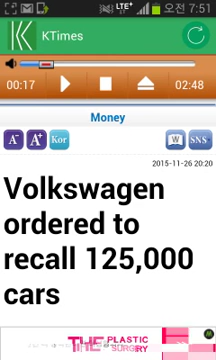 LTE 오전 7:51
KTimes
00:17 02:48
Money
A- A+ Kor W SNS
2015-11-26 20:20
Volkswagen
ordered to
recall 125,000
cars
THE PLASTIC
SURGERY